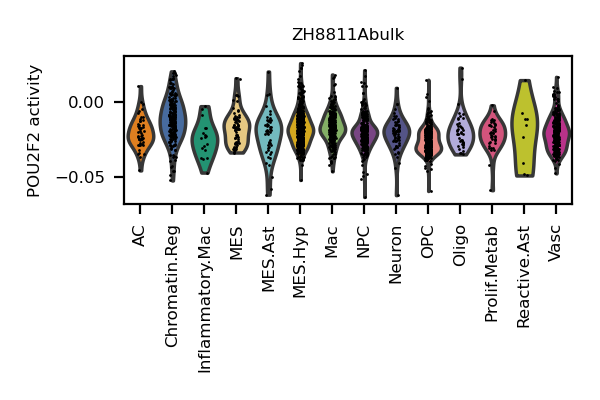 ZH8811Abulk
POU2F2 activity
0.00
−0.05
AC
Chromatin.Reg
Inflammatory.Mac
MES
MES.Ast
MES.Hyp
Mac
NPC
Neuron
OPC
Oligo
Prolif.Metab
Reactive.Ast
Vasc